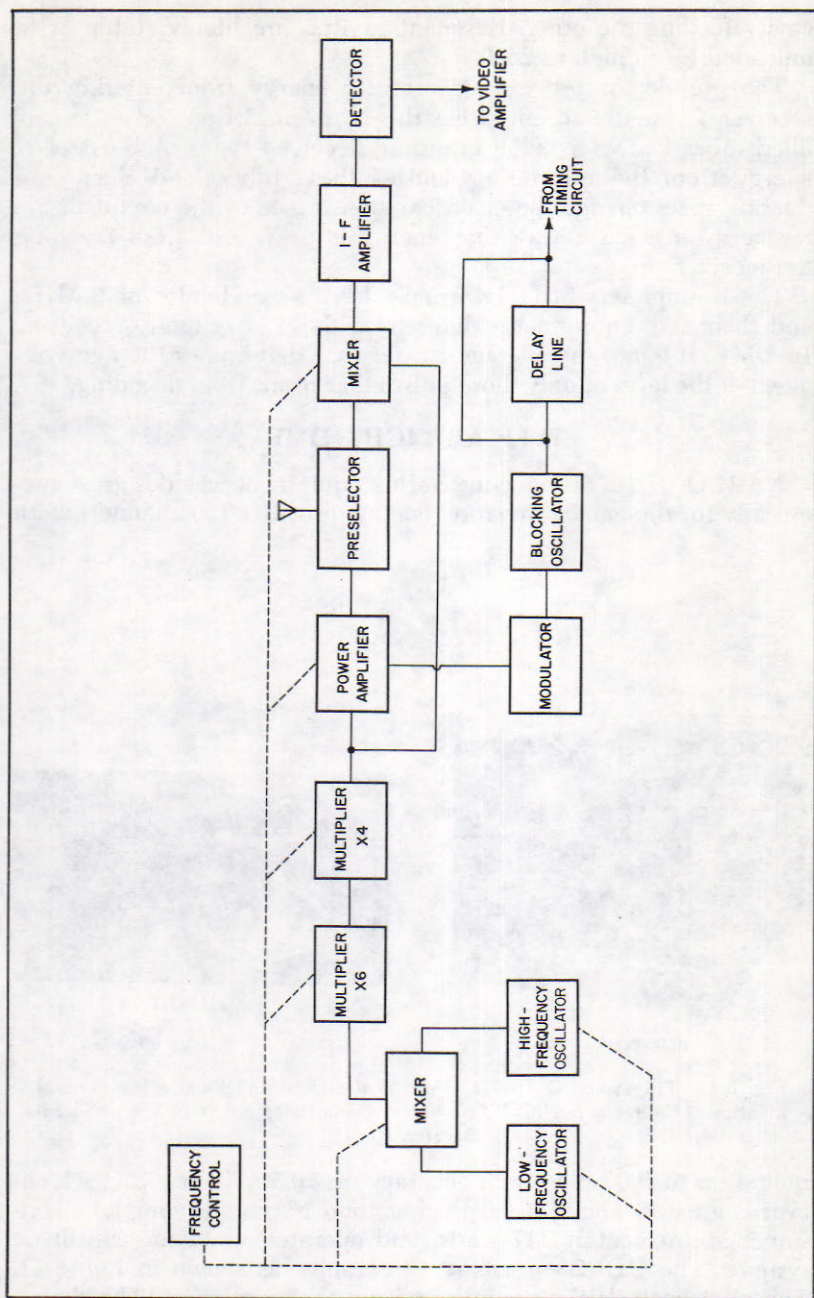 FREQUENCY
CONTROL
LOW-
FREQUENCY
OSCILLATOR
HIGH-
FREQUENCY
OSCILLATOR
MIXER
MULTIPLIER
X6
MULTIPLIER
X4
POWER
AMPLIFIER
MODULATOR
PRESELECTOR
BLOCKING
OSCILLATOR
MIXER
DELAY
LINE
I-F
AMPLIFIER
FROM
TIMING
CIRCUIT
DETECTOR
TO VIDEO
AMPLIFIER